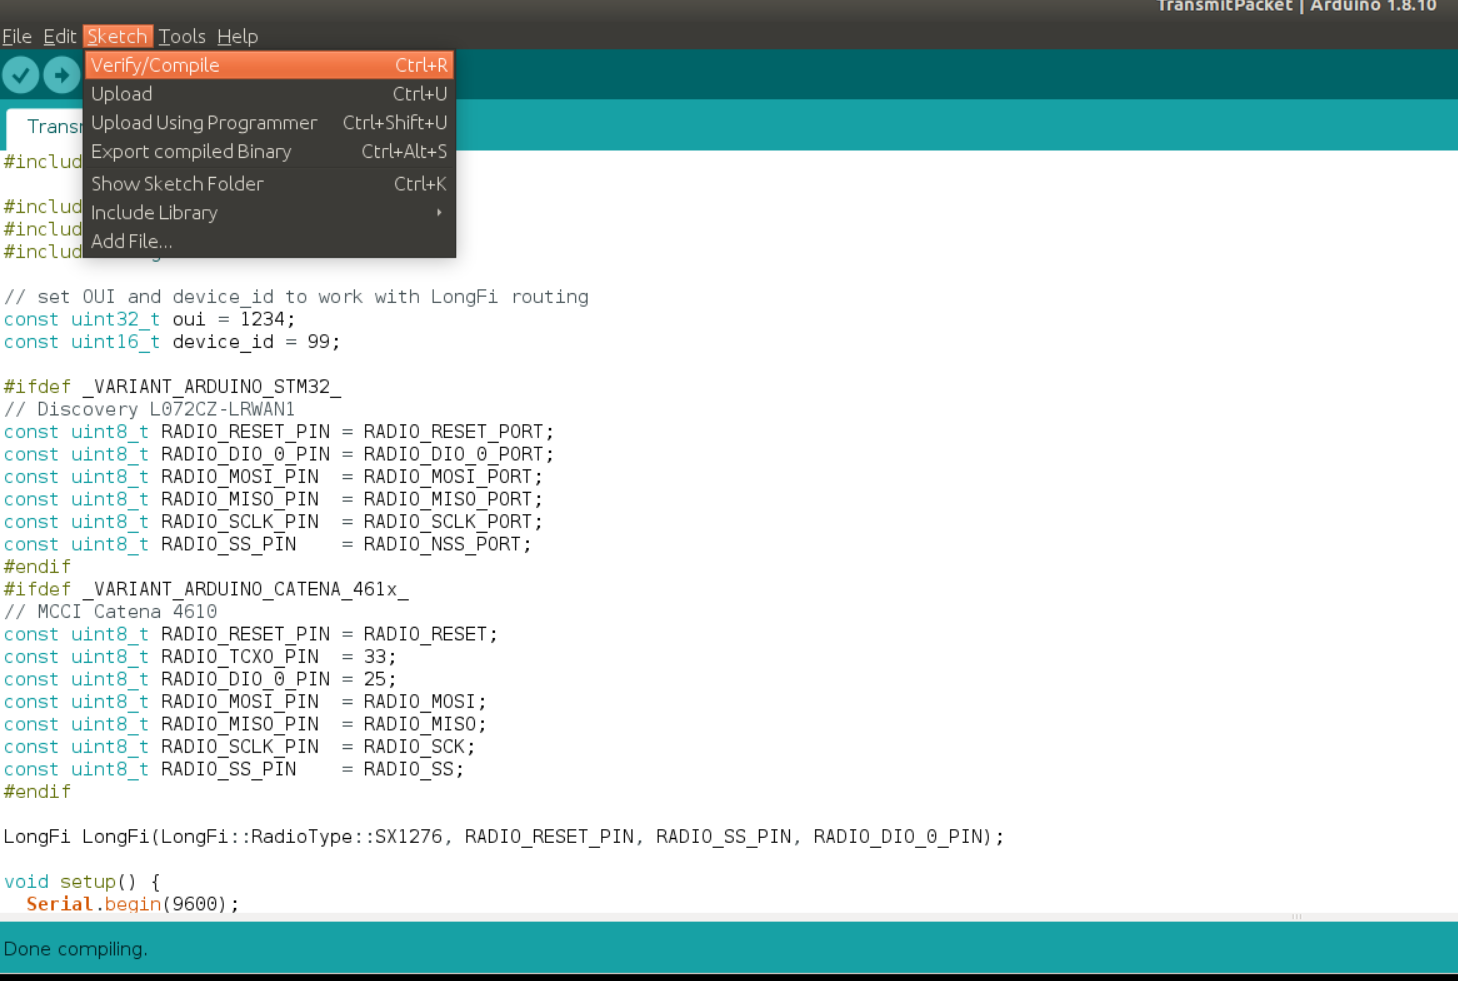 TransmitPacket | Arduino 1.8.10
File Edit Sketch Tools Help
Verify/Compile Ctrl+R
Upload Ctrl+U
Upload Using Programmer Ctrl+Shift+U
Export compiled Binary Ctrl+Alt+S
Show Sketch Folder Ctrl+K
Include Library
Add File...
#includ
#includ
#includ
#includ
// set OUI and device_id to work with LongFi routing
const uint32_t oui = 1234;
const uint16_t device_id = 99;
#ifdef _VARIANT_ARDUINO_STM32_
// Discovery L072CZ-LRWAN1
const uint8_t RADIO_RESET_PIN = RADIO_RESET_PORT;
const uint8_t RADIO_DIO_0_PIN = RADIO_DIO_0_PORT;
const uint8_t RADIO_MOSI_PIN  = RADIO_MOSI_PORT;
const uint8_t RADIO_MISO_PIN  = RADIO_MISO_PORT;
const uint8_t RADIO_SCLK_PIN  = RADIO_SCLK_PORT;
const uint8_t RADIO_SS_PIN    = RADIO_NSS_PORT;
#endif
#ifdef _VARIANT_ARDUINO_CATENA_461x_
// MCCI Catena 4610
const uint8_t RADIO_RESET_PIN = RADIO_RESET;
const uint8_t RADIO_TCXO_PIN  = 33;
const uint8_t RADIO_DIO_0_PIN = 25;
const uint8_t RADIO_MOSI_PIN  = RADIO_MOSI;
const uint8_t RADIO_MISO_PIN  = RADIO_MISO;
const uint8_t RADIO_SCLK_PIN  = RADIO_SCK;
const uint8_t RADIO_SS_PIN    = RADIO_SS;
#endif
LongFi LongFi(LongFi::RadioType::SX1276, RADIO_RESET_PIN, RADIO_SS_PIN, RADIO_DIO_0_PIN);
void setup() {
  Serial.begin(9600);
Done compiling.